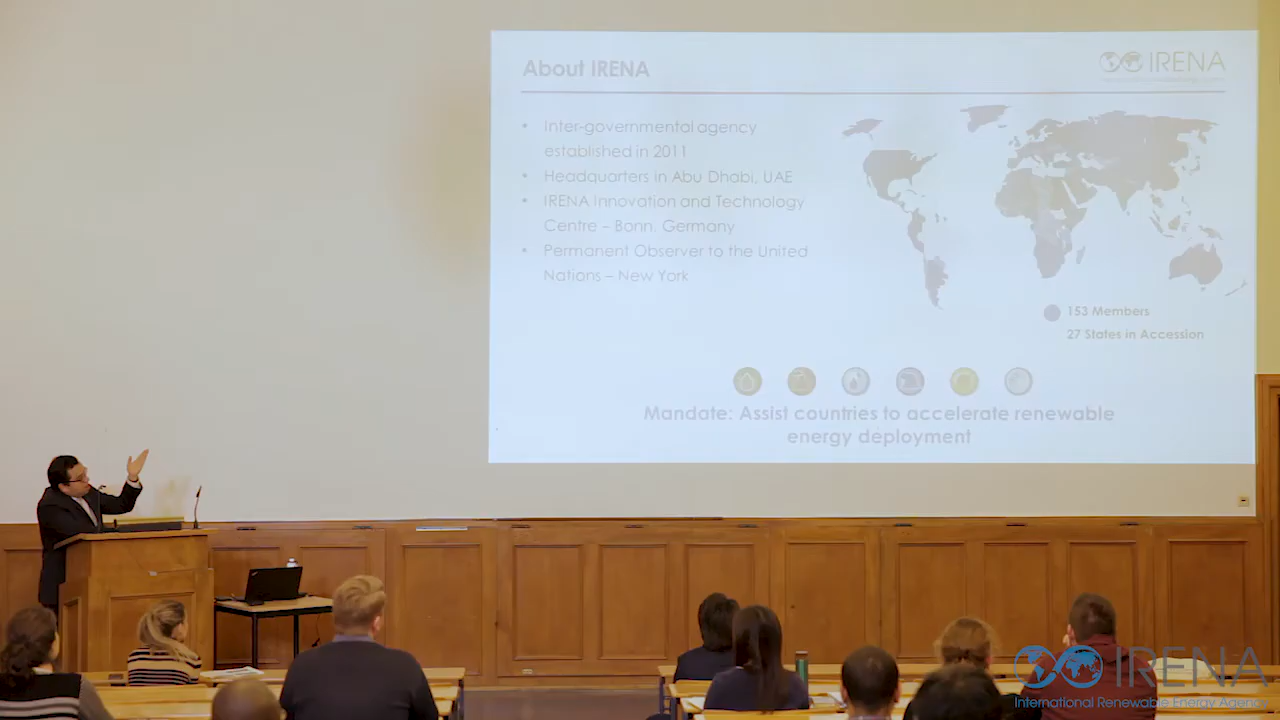 About IRENA
IRENA
• Inter-governmental agency
established in 2011
• Headquarters in Abu Dhabi, UAE
• IRENA Innovation and Technology
Centre – Bonn, Germany
• Permanent Observer to the United
Nations – New York
153 Members
27 States in Accession
Mandate: Assist countries to accelerate renewable
energy deployment
IRENA
International Renewable Energy Agency